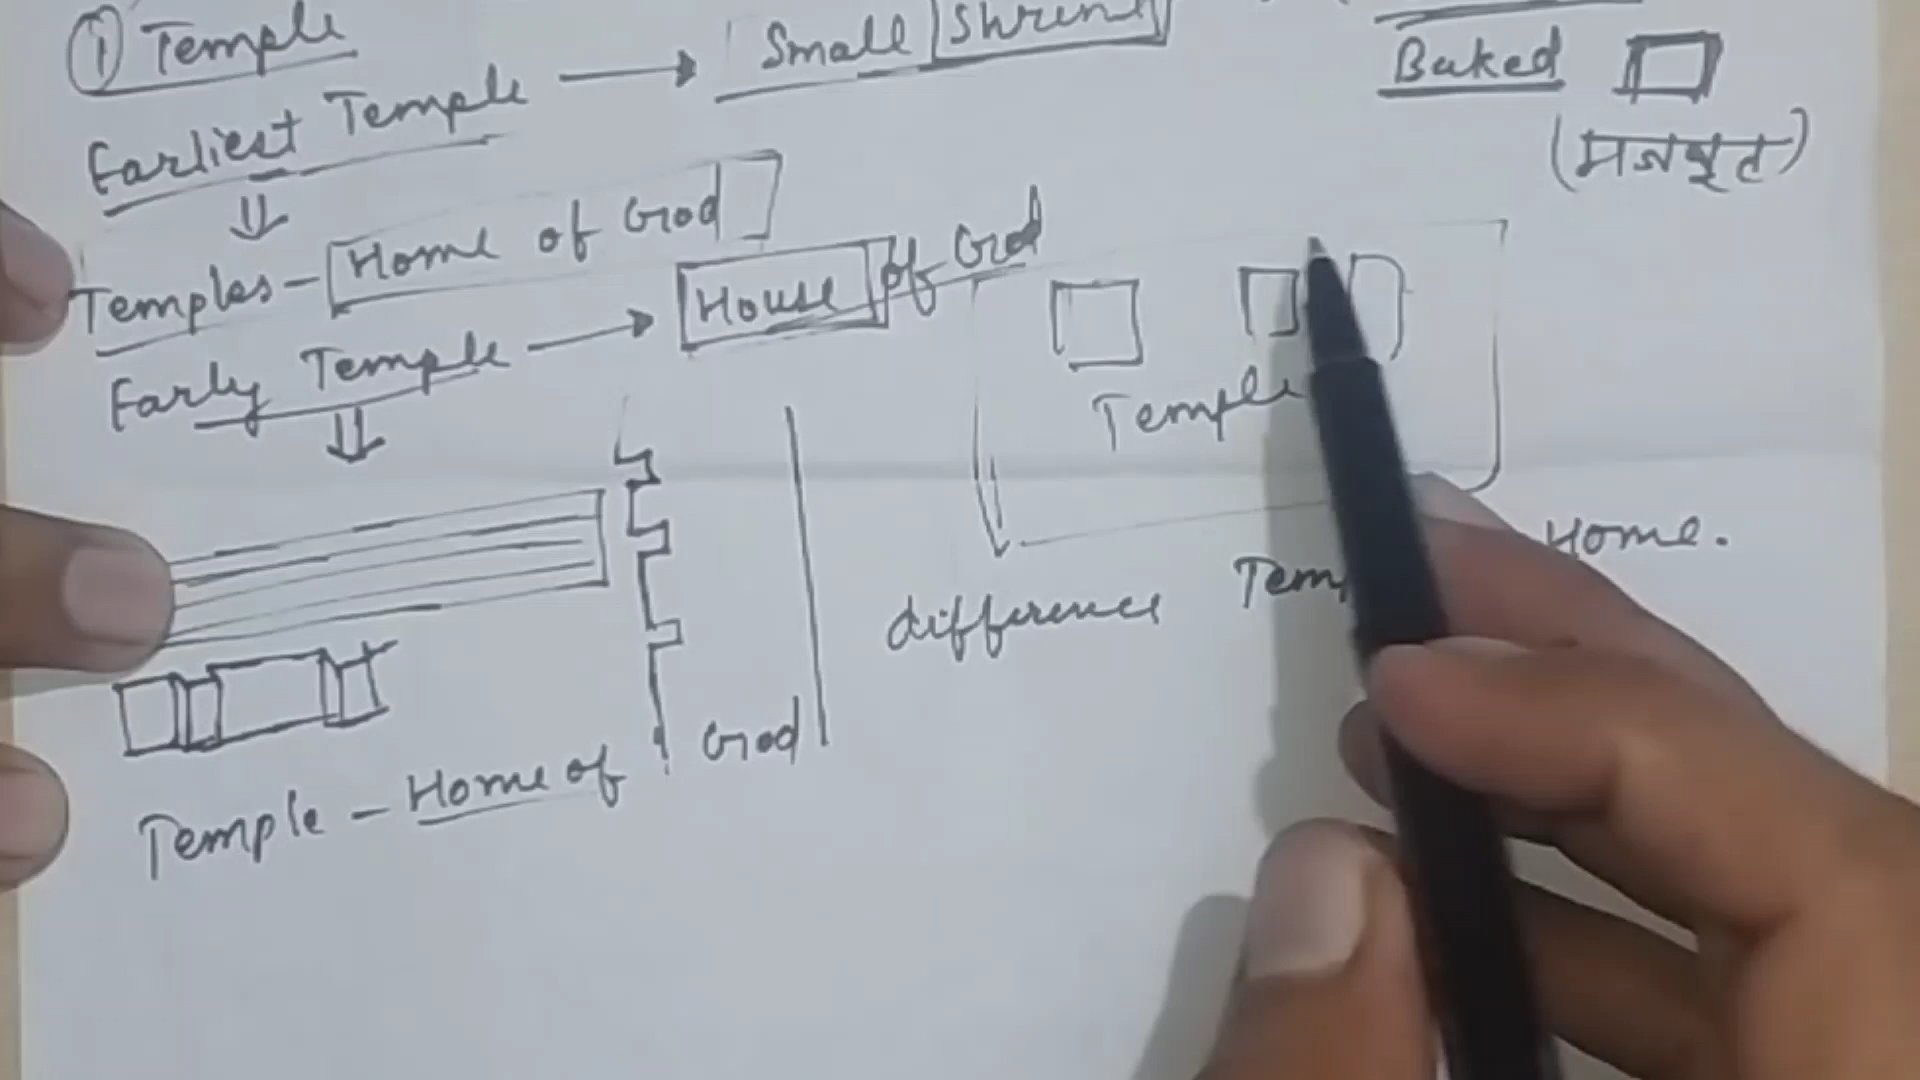 ① Temple
Earliest Temple → Small Shrine
Baked
(मजबूत)
Temples - Home of God
Early Temple → House of God
Temple
difference Temp Home.
Temple - Home of God